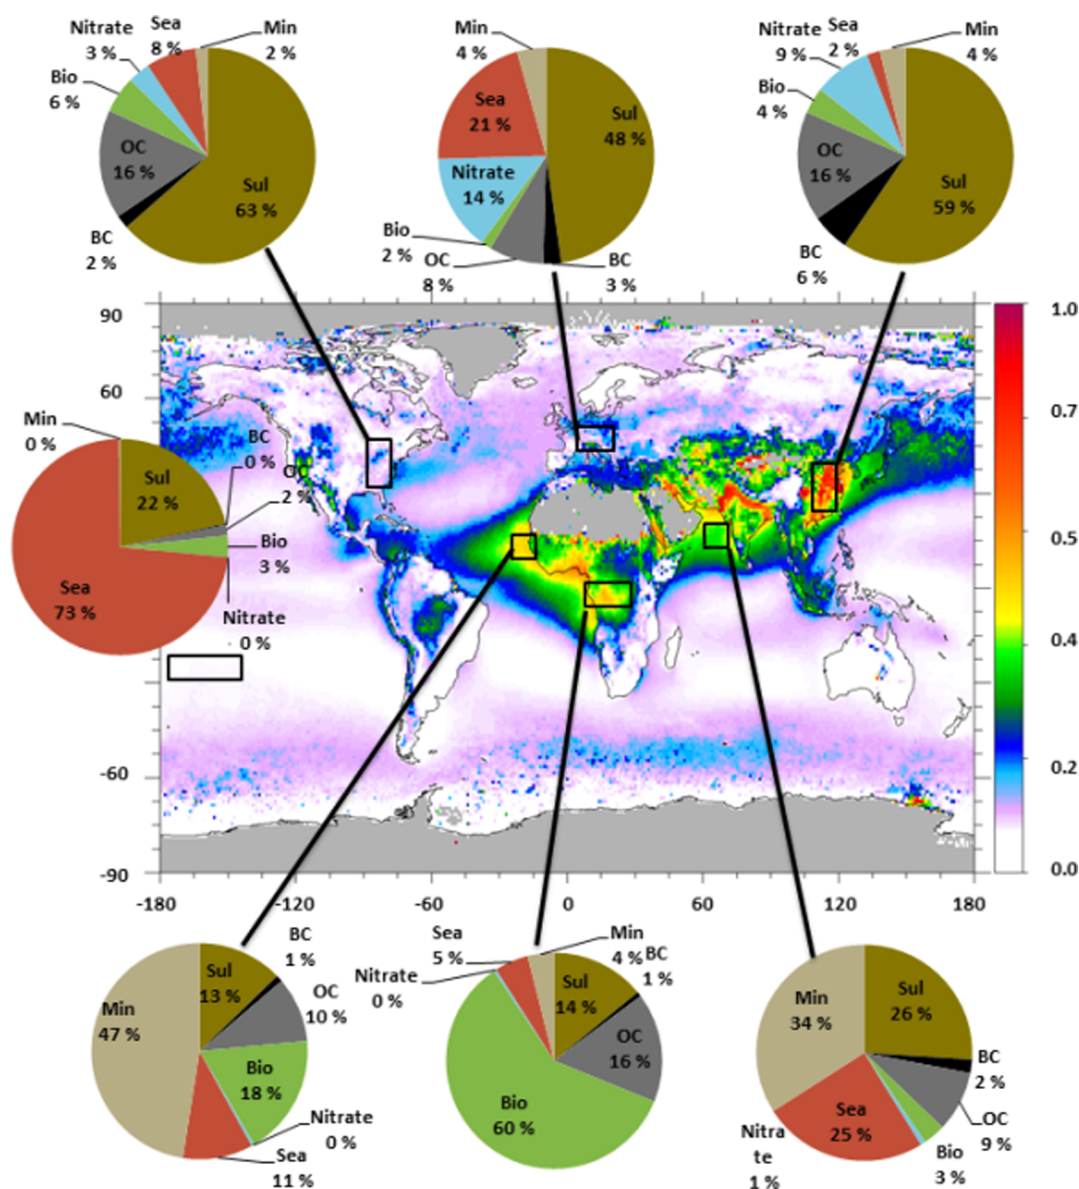 Nitrate
3 %
Sea
8 %
Min
2 %
Bio
6 %
OC
16 %
Sul
63 %
BC
2 %
Min
4 %
Sea
21 %
Sul
48 %
Nitrate
14 %
Bio
2 %
OC
8 %
BC
3 %
Nitrate
9 %
Sea
2 %
Min
4 %
Bio
4 %
OC
16 %
Sul
59 %
BC
6 %
90
60
-60
-90
-180
-120
-60
0
60
120
180
1.0
0.7
0.5
0.4
0.2
0.0
Min
0 %
BC
0 %
Sul
22 %
OC
2 %
Bio
3 %
Sea
73 %
Nitrate
0 %
BC
1 %
Sul
13 %
OC
10 %
Min
47 %
Bio
18 %
Nitrate
0 %
Sea
11 %
Sea
5 %
Min
4 %
BC
1 %
Nitrate
0 %
Sul
14 %
OC
16 %
Bio
60 %
Min
34 %
Sul
26 %
BC
2 %
Sea
25 %
OC
9 %
Nitra
te
1 %
Bio
3 %